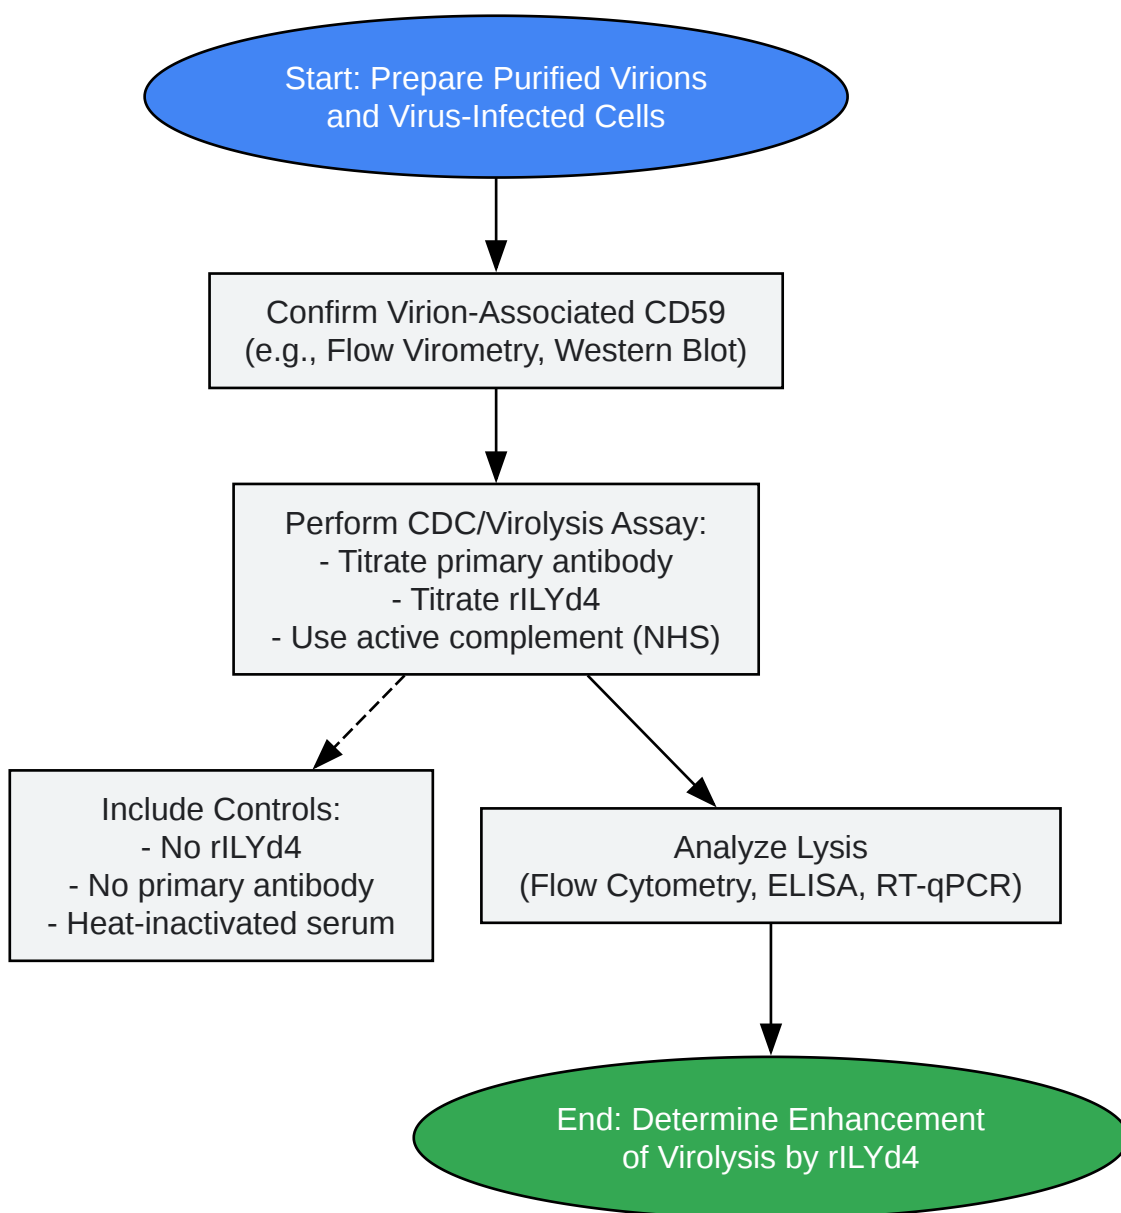 Start: Prepare Purified Virions
and Virus-Infected Cells
Confirm Virion-Associated CD59
(e.g., Flow Virometry, Western Blot)
Perform CDC/Virolysis Assay:
- Titrate primary antibody
- Titrate rILYd4
- Use active complement (NHS)
Include Controls:
- No rILYd4
- No primary antibody
- Heat-inactivated serum
Analyze Lysis
(Flow Cytometry, ELISA, RT-qPCR)
End: Determine Enhancement
of Virolysis by rILYd4